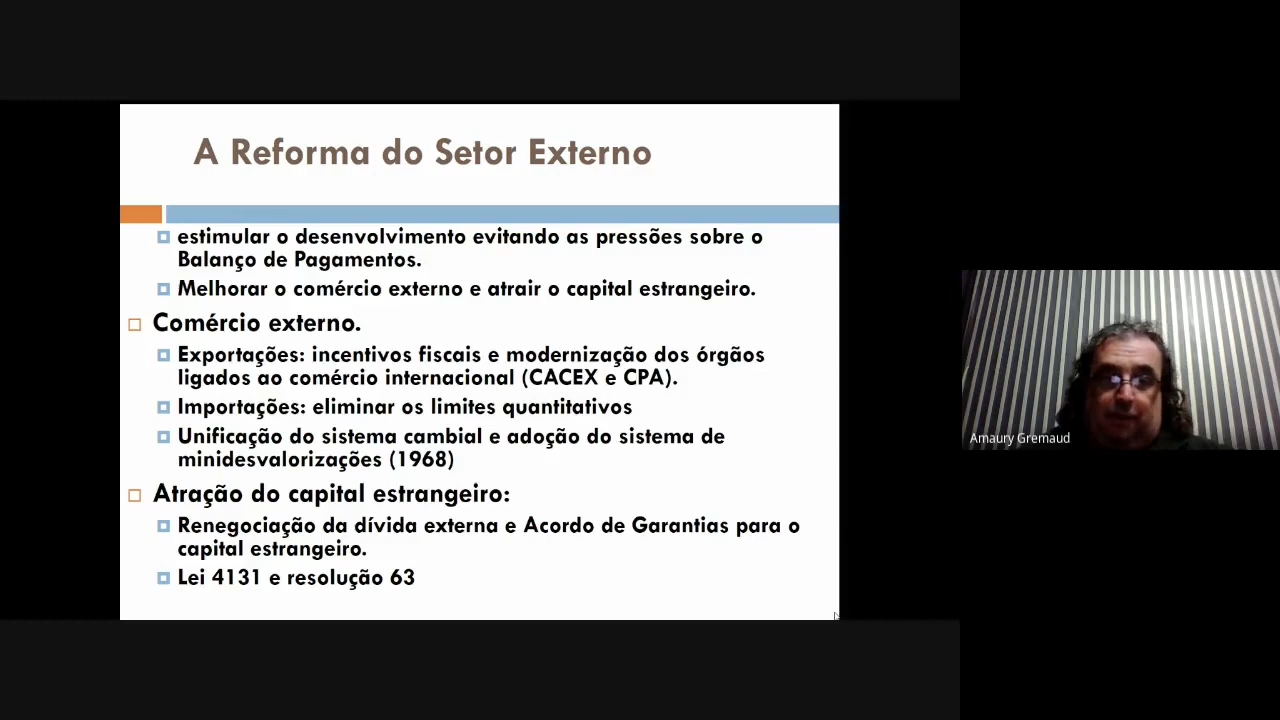 A Reforma do Setor Externo
estimular o desenvolvimento evitando as pressões sobre o
Balanço de Pagamentos.
Melhorar o comércio externo e atrair o capital estrangeiro.
Comércio externo.
Exportações: incentivos fiscais e modernização dos órgãos
ligados ao comércio internacional (CACEX e CPA).
Importações: eliminar os limites quantitativos
Unificação do sistema cambial e adoção do sistema de
minidesvalorizações (1968)
Atração do capital estrangeiro:
Renegociação da dívida externa e Acordo de Garantias para o
capital estrangeiro.
Lei 4131 e resolução 63
Amaury Gremaud